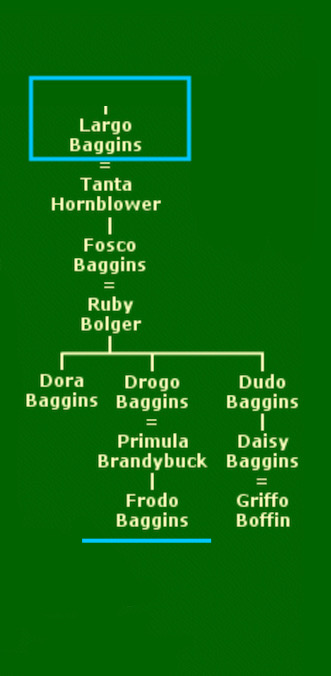 Largo
Baggins
=
Tanta
Hornblower
Fosco
Baggins
=
Ruby
Bolger
Dora
Baggins
Drogo
Baggins
=
Primula
Brandybuck
Frodo
Baggins
Dudo
Baggins
Daisy
Baggins
=
Griffo
Boffin